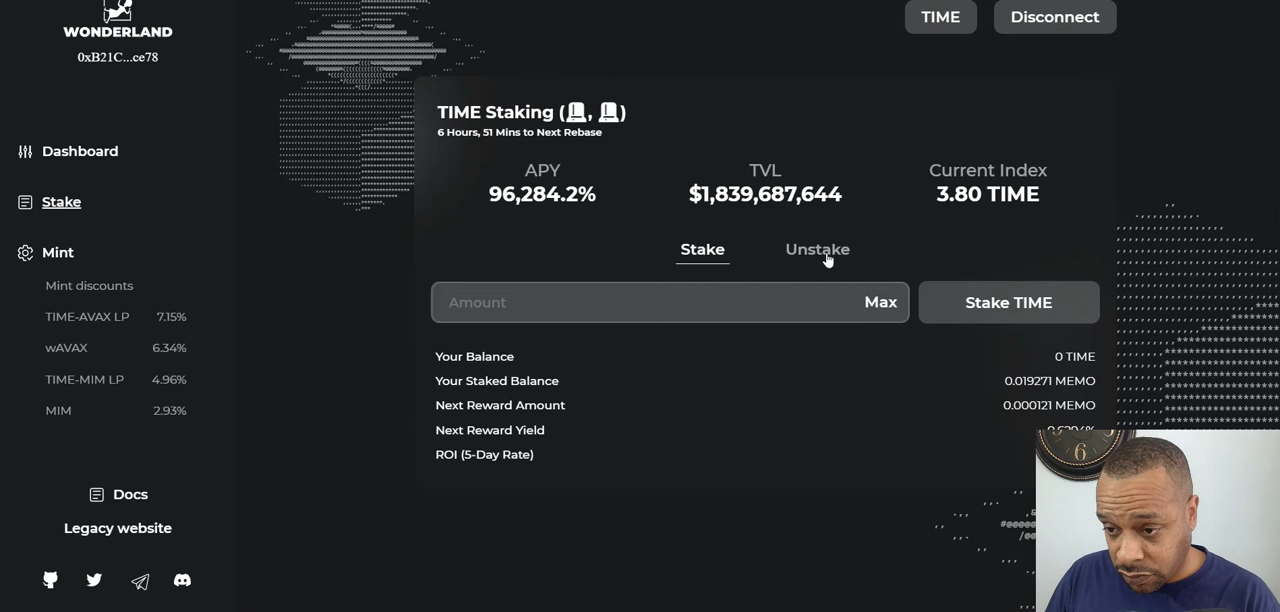 WONDERLAND
0xB21C...ce78
TIME
Disconnect
Dashboard
Stake
Mint
Mint discounts
TIME-AVAX LP 7.15%
wAVAX 6.34%
TIME-MIM LP 4.96%
MIM 2.93%
Docs
Legacy website
TIME Staking ( , )
6 Hours, 51 Mins to Next Rebase
APY
96,284.2%
TVL
$1,839,687,644
Current Index
3.80 TIME
Stake
Unstake
Amount
Max
Stake TIME
Your Balance 0 TIME
Your Staked Balance 0.019271 MEMO
Next Reward Amount 0.000121 MEMO
Next Reward Yield
ROI (5-Day Rate)
6